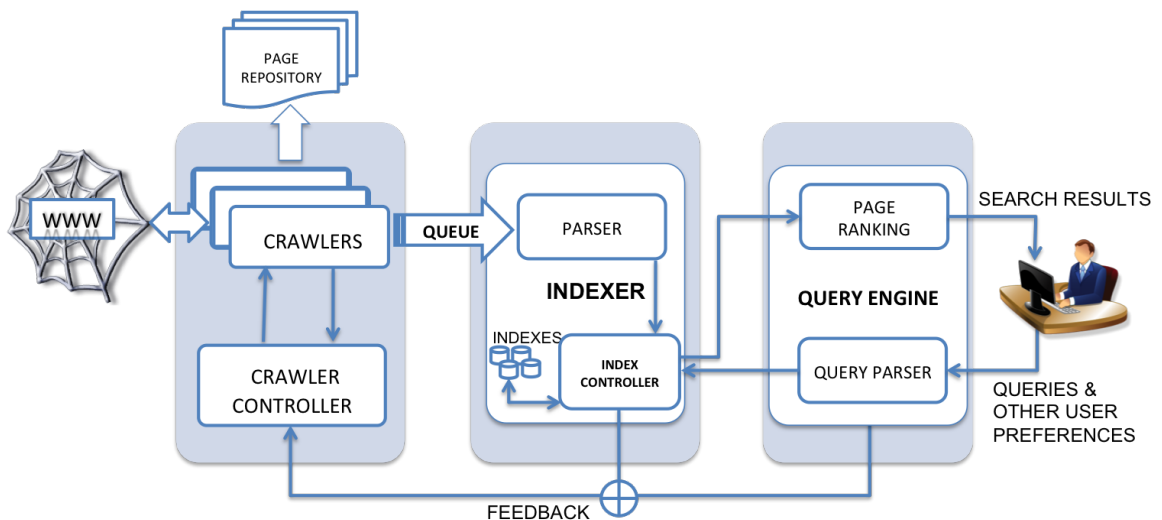 PAGE
REPOSITORY
WWW
CRAWLERS
QUEUE
CRAWLER
CONTROLLER
PARSER
INDEXER
INDEXES
INDEX
CONTROLLER
PAGE
RANKING
QUERY ENGINE
QUERY PARSER
SEARCH RESULTS
QUERIES &
OTHER USER
PREFERENCES
FEEDBACK